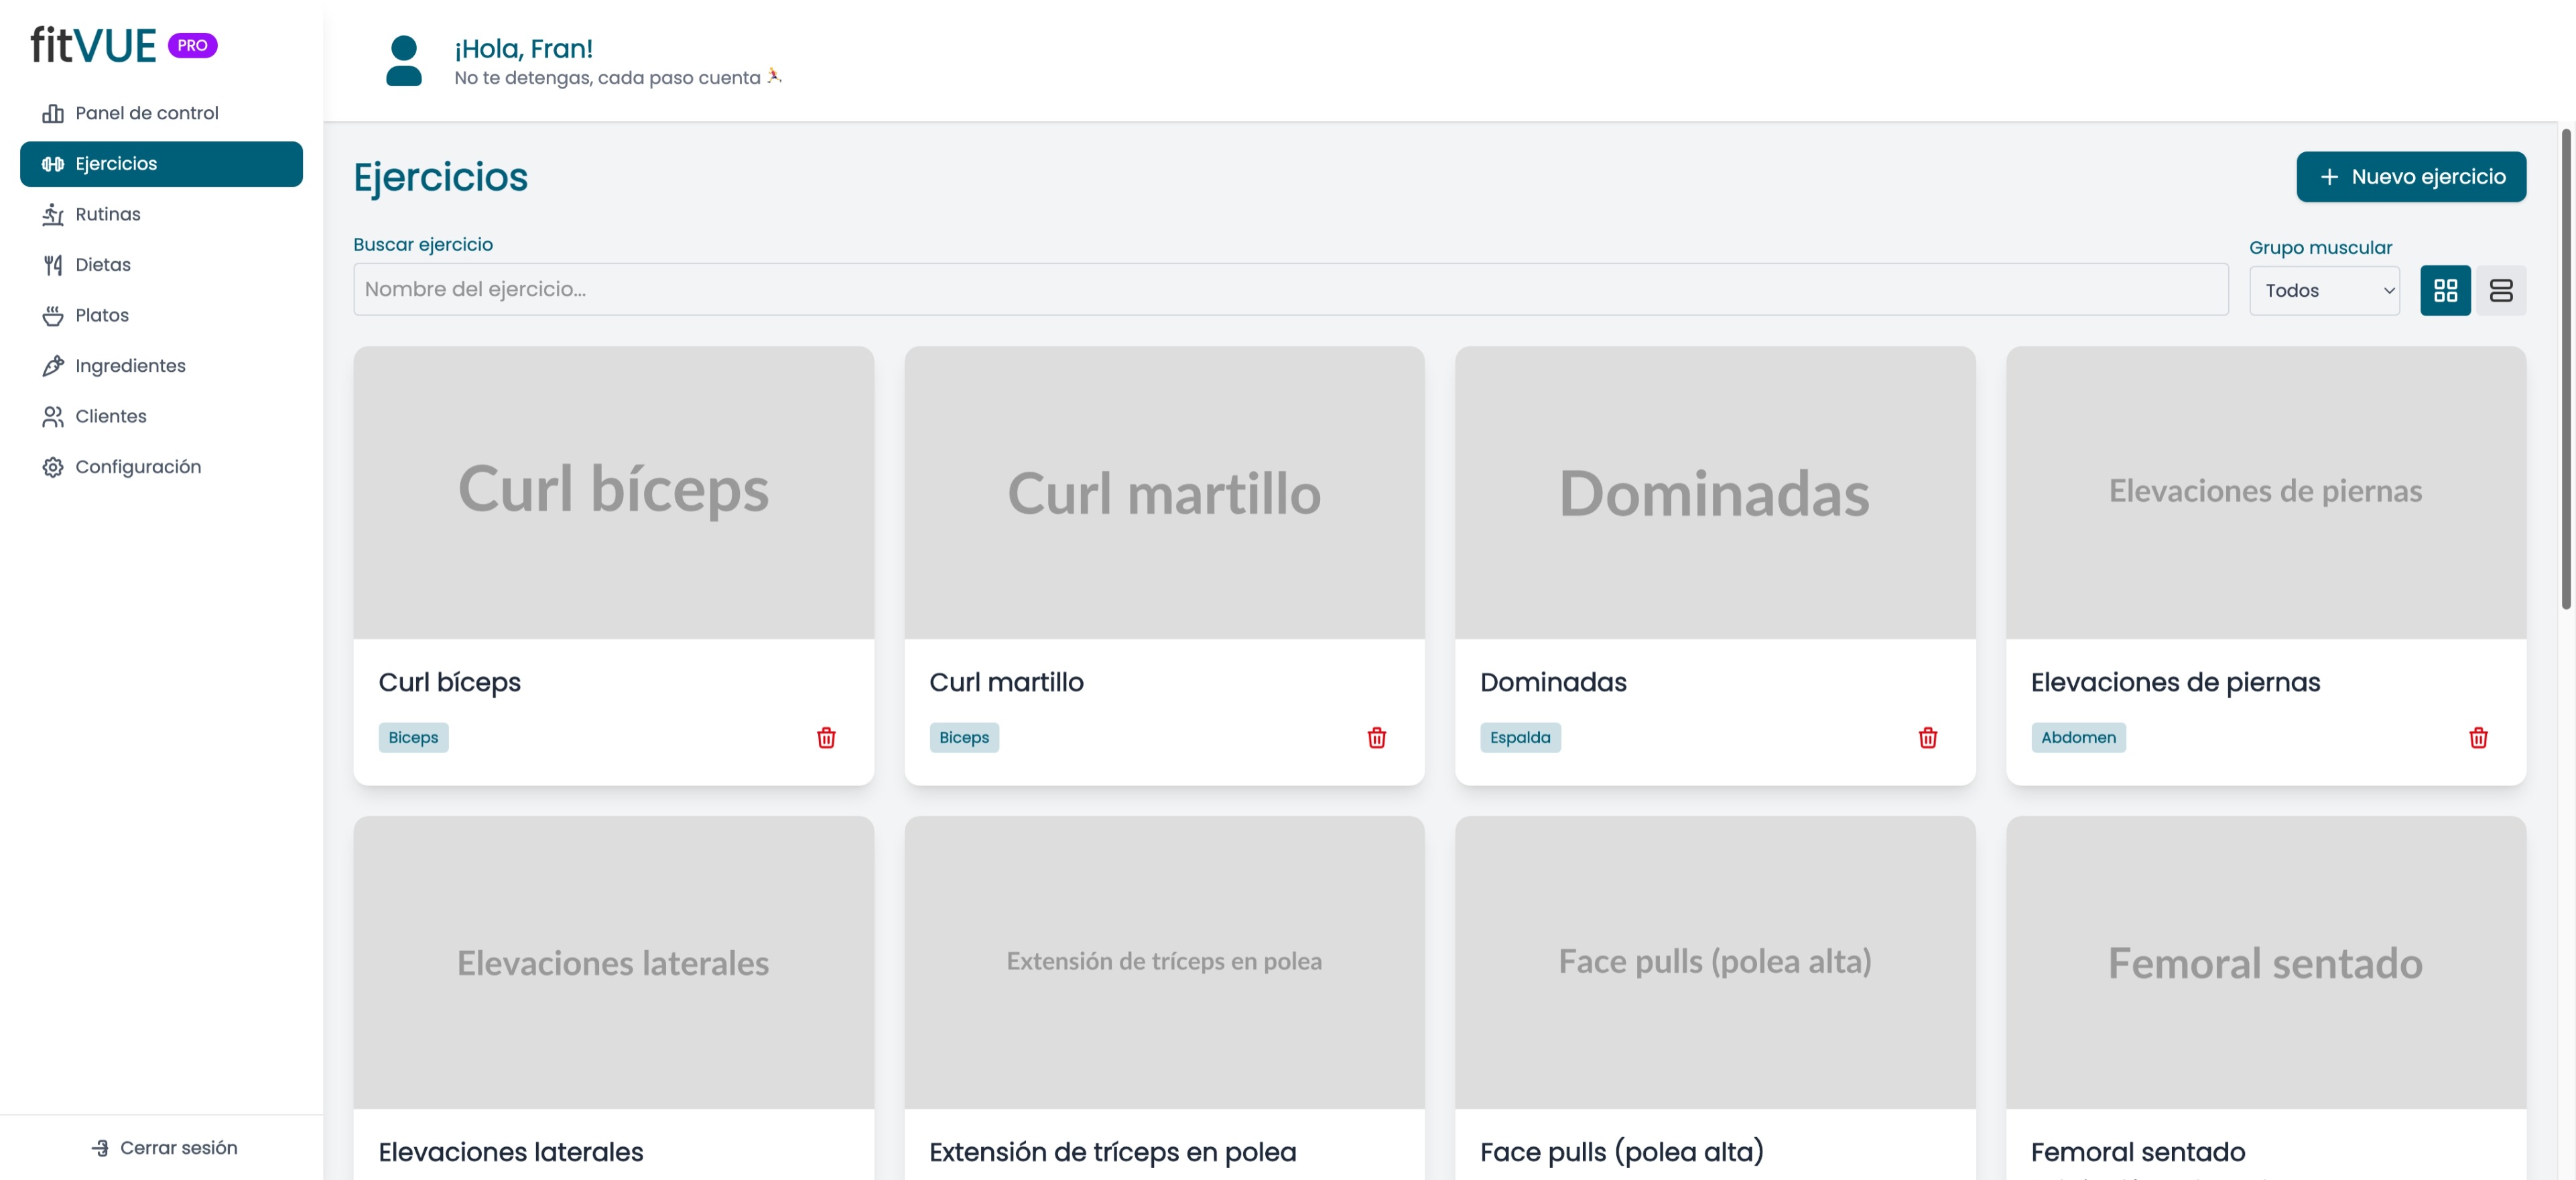 fitVUE PRO
Panel de control
Ejercicios
Rutinas
Dietas
Platos
Ingredientes
Clientes
Configuración
Cerrar sesión
¡Hola, Fran!
No te detengas, cada paso cuenta
Ejercicios
+ Nuevo ejercicio
Buscar ejercicio
Nombre del ejercicio...
Grupo muscular
Todos
Curl bíceps
Curl martillo
Dominadas
Elevaciones de piernas
Curl bíceps
Curl martillo
Dominadas
Elevaciones de piernas
Biceps
Biceps
Espalda
Abdomen
Elevaciones laterales
Extensión de tríceps en polea
Face pulls (polea alta)
Femoral sentado
Elevaciones laterales
Extensión de tríceps en polea
Face pulls (polea alta)
Femoral sentado